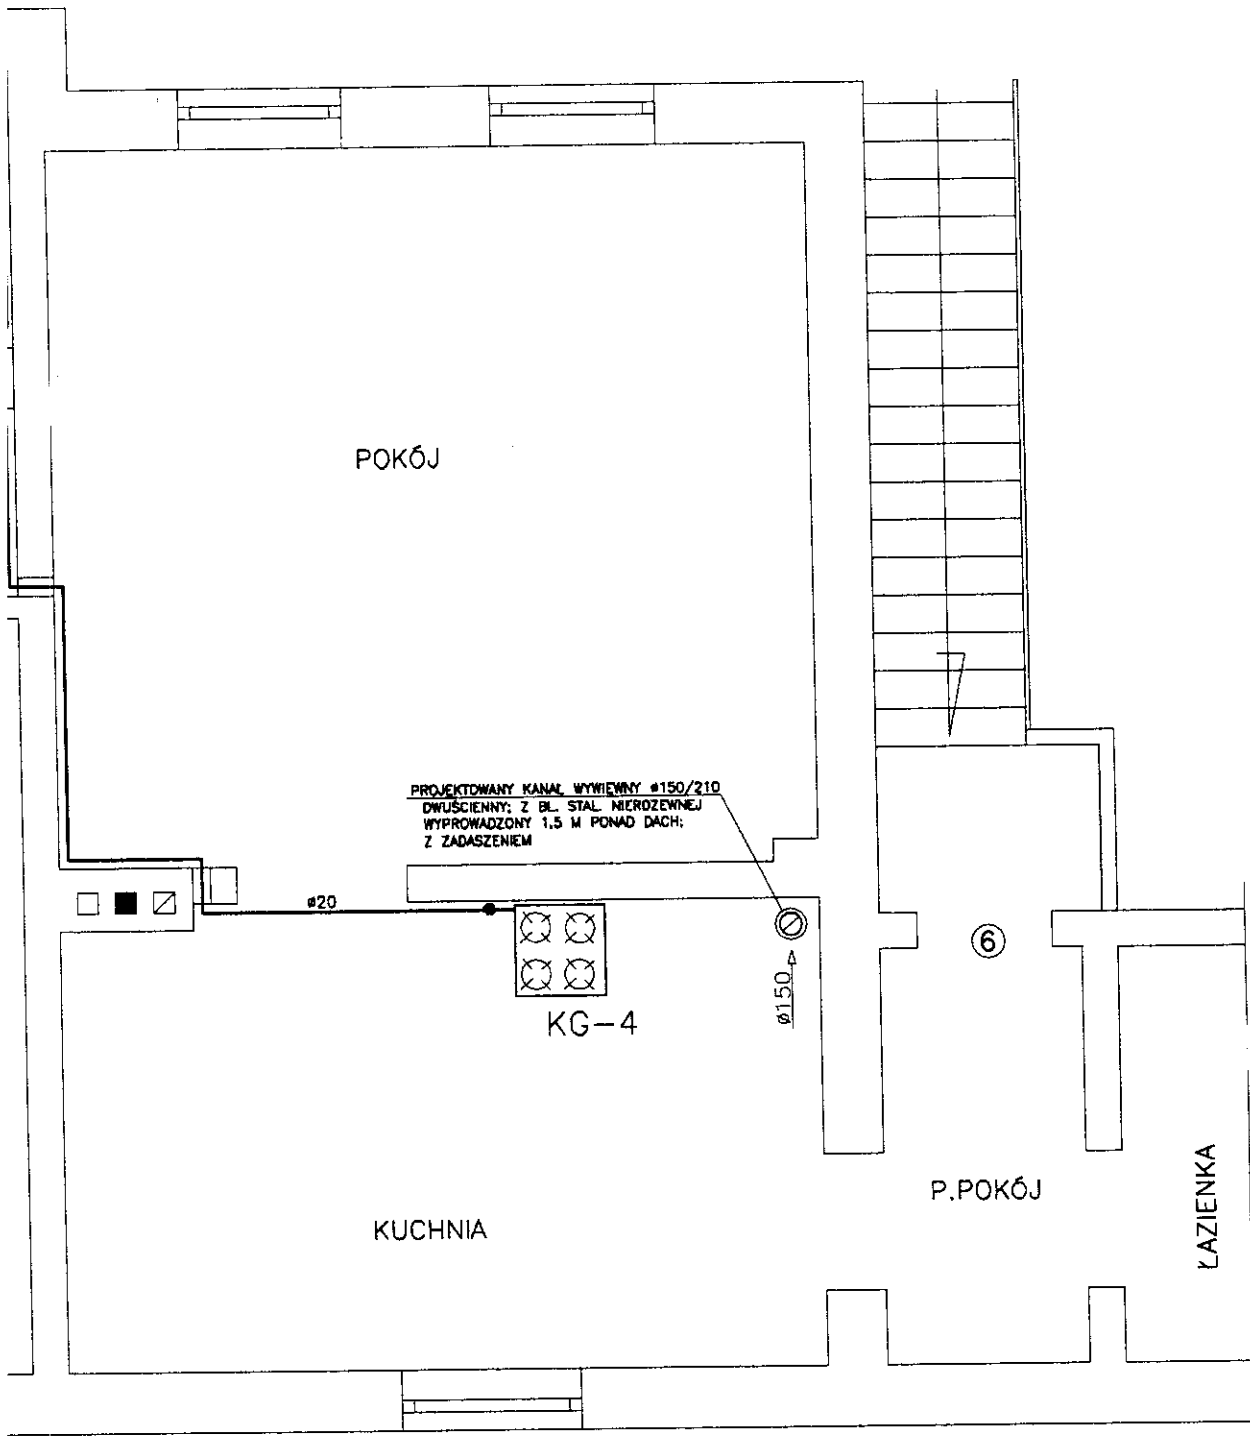 POKÓJ
PROJEKTOWANY KANAŁ WYWIEWNY ø150/210
DWUŚCIENNY; Z BL. STAL. NIERDZEWNEJ
WYPROWADZONY 1,5 M PONAD DACH;
Z ZADASZENIEM
ø20
6
KG-4
ø150
P.POKÓJ
KUCHNIA
ŁAZIENKA